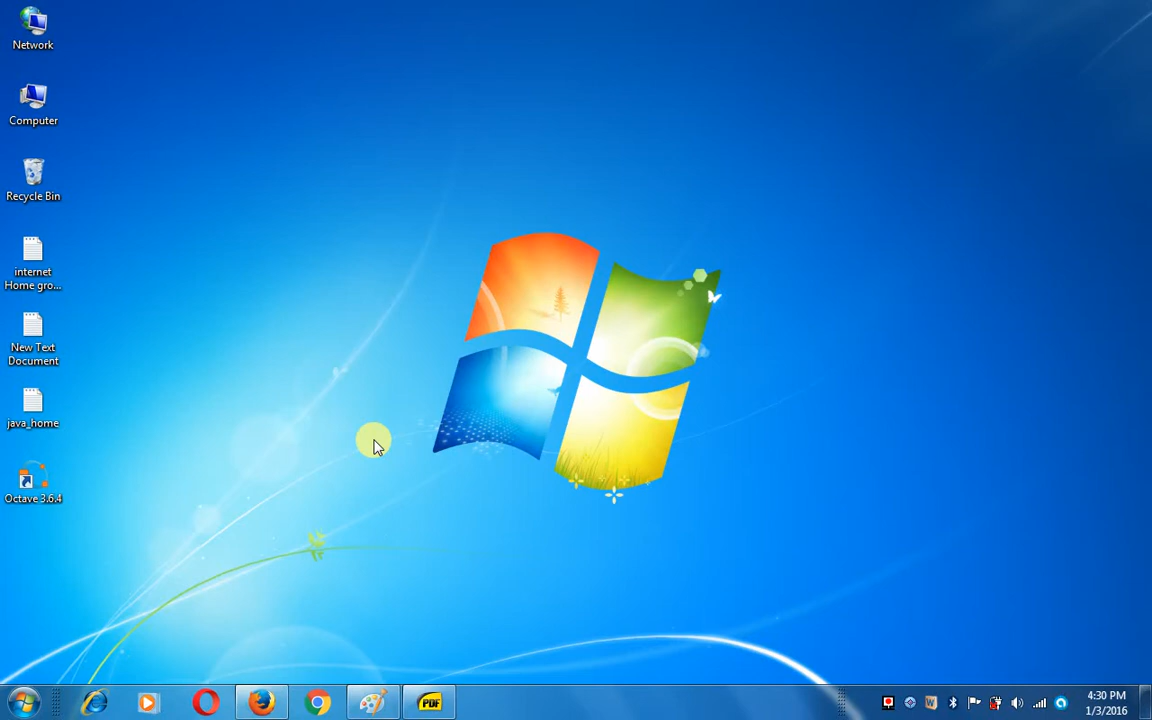 Network
Computer
Recycle Bin
internet
Home gro...
New Text
Document
java_home
Octave 3.6.4
PDF
W
4:30 PM
1/3/2016